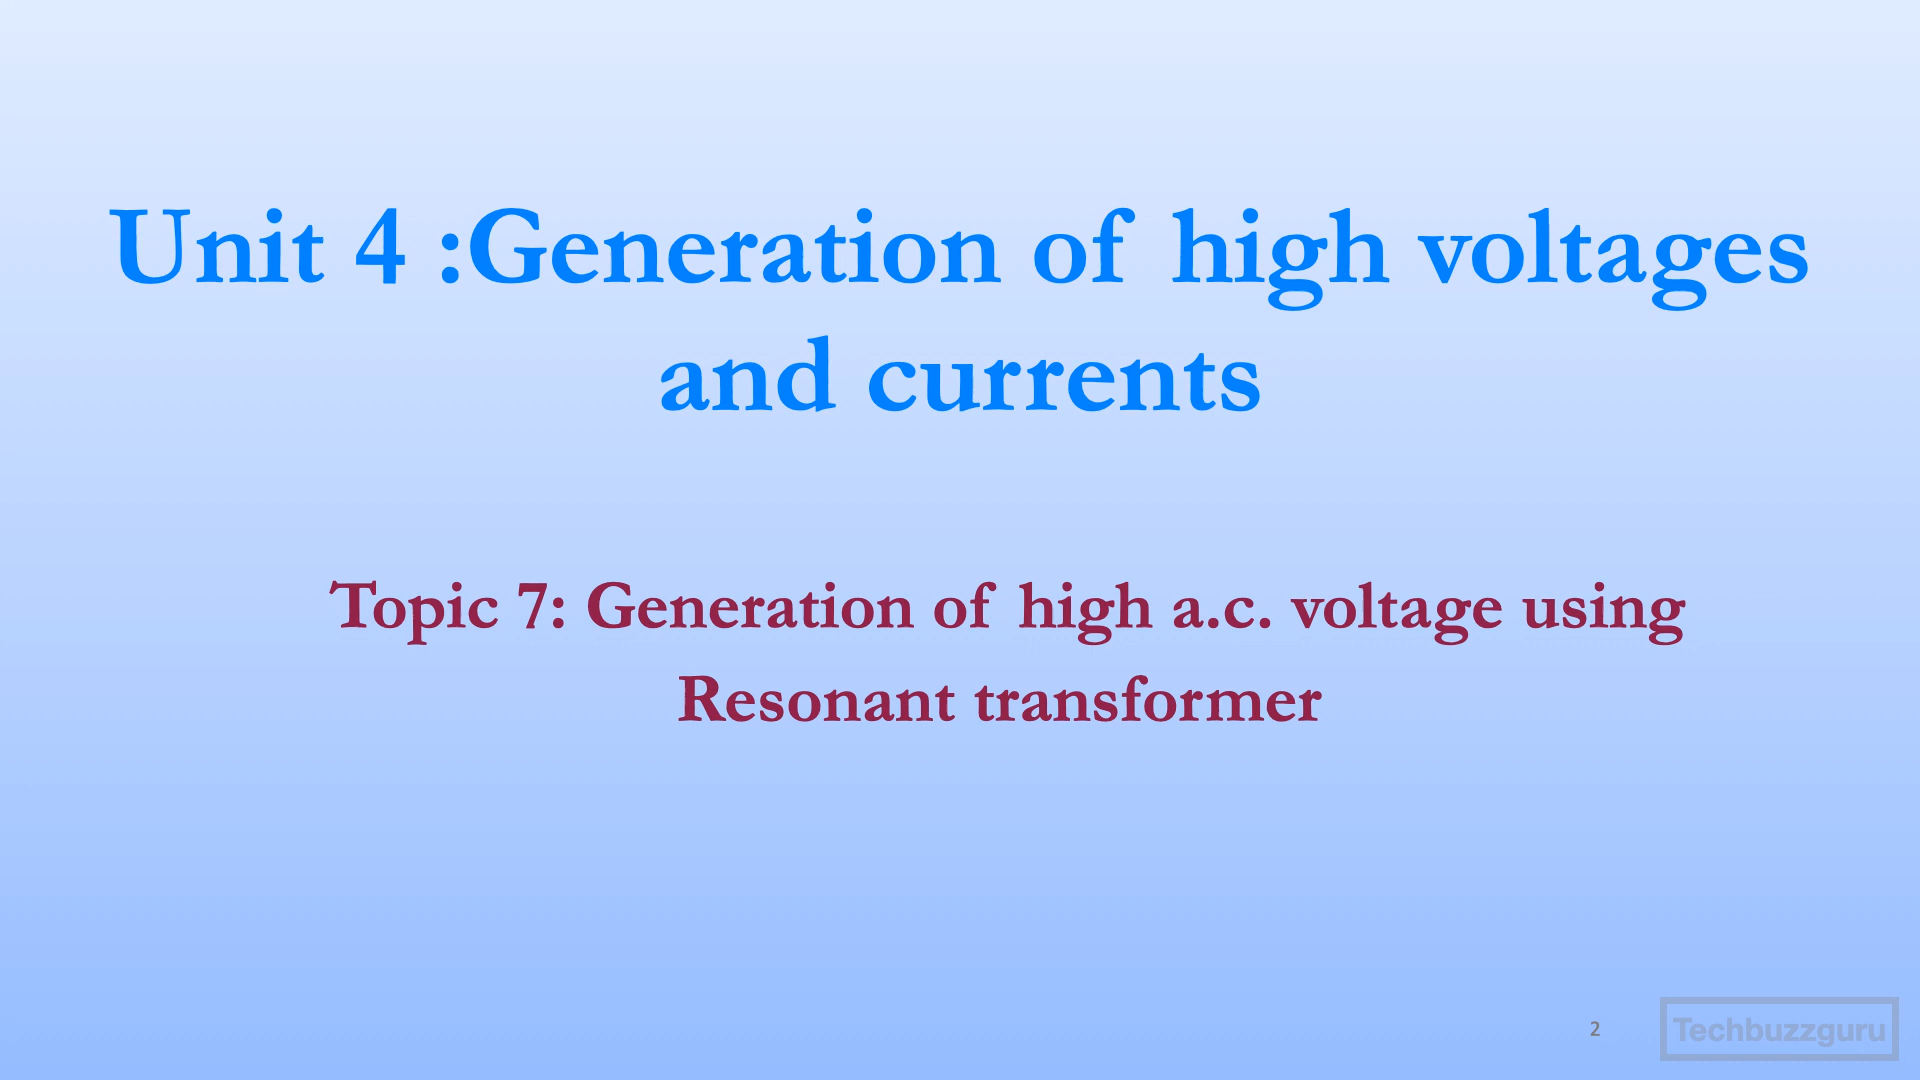 Unit 4 :Generation of high voltages
and currents
Topic 7: Generation of high a.c. voltage using
Resonant transformer
2
Techbuzzguru